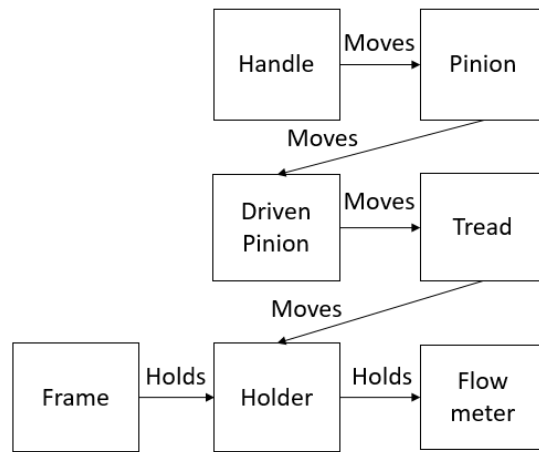 Handle
Moves
Pinion
Moves
Driven
Pinion
Moves
Tread
Moves
Frame
Holds
Holder
Holds
Flow
meter